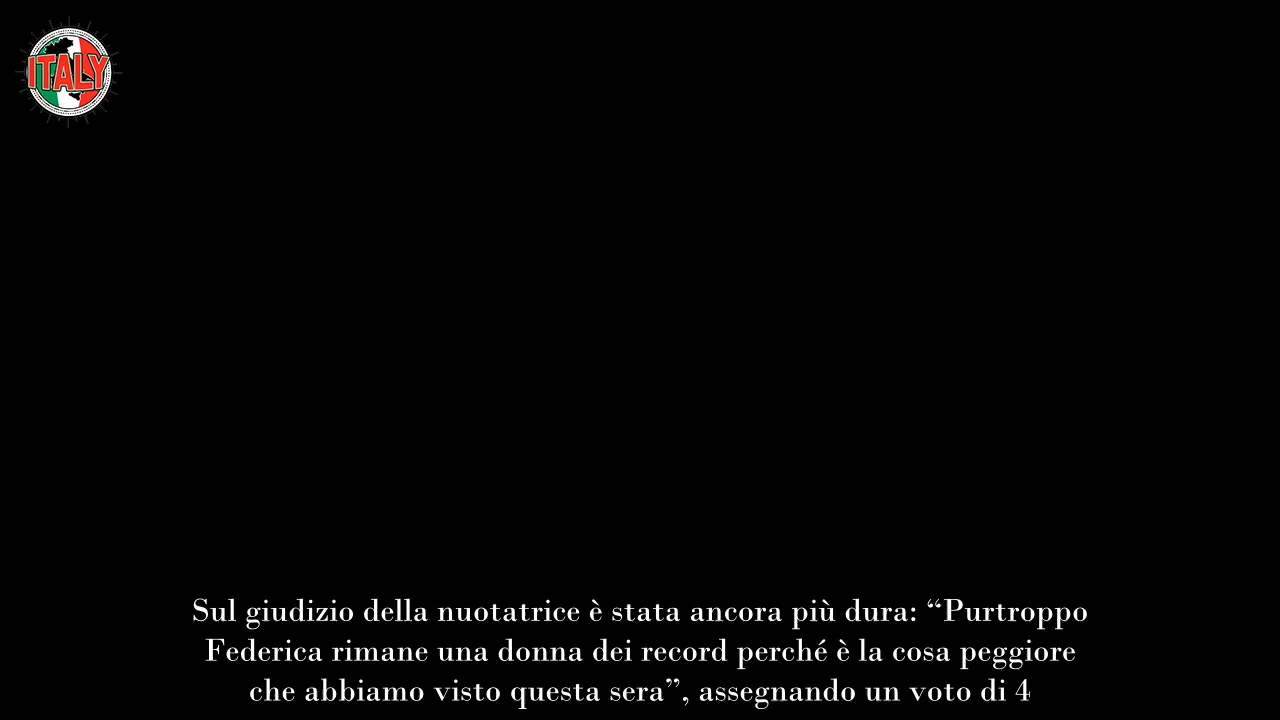 ITALY
Sul giudizio della nuotatrice è stata ancora più dura: “Purtroppo
Federica rimane una donna dei record perché è la cosa peggiore
che abbiamo visto questa sera”, assegnando un voto di 4